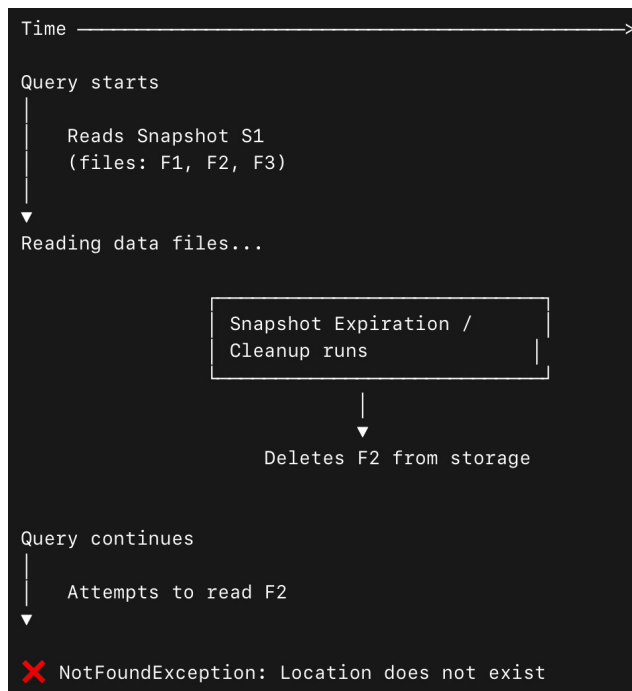 Time
Query starts
Reads Snapshot S1
(files: F1, F2, F3)
Reading data files...
Snapshot Expiration /
Cleanup runs
Deletes F2 from storage
Query continues
Attempts to read F2
❌ NotFoundException: Location does not exist